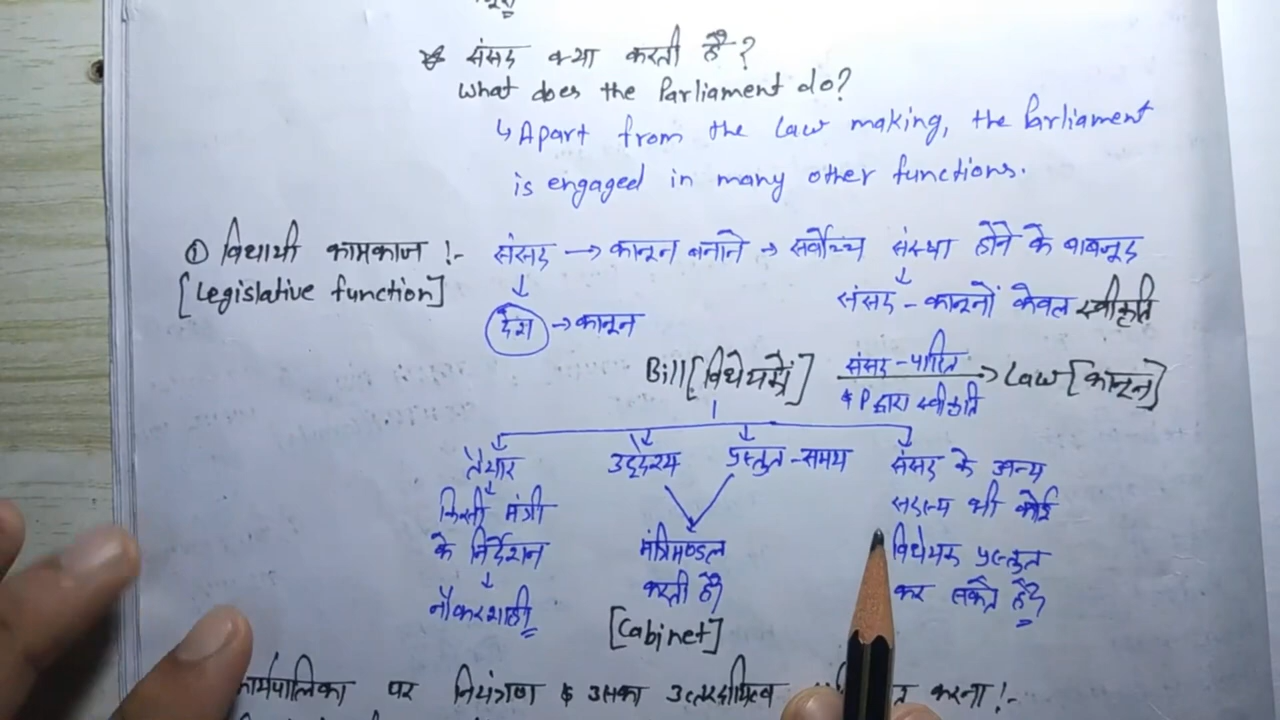 * संसद क्या करती है?
What does the Parliament do?
↳ Apart from the Law making, the Parliament
is engaged in many other functions.
① विधायी कामकाज :- संसद → कानून बनाने → सर्वोच्च संस्था होने के बावजूद
[Legislative function]
संसद - कानूनों केवल स्वीकृति
देश → कानून
Bill [विधेयक] संसद - पारित → Law [कानून]
& P द्वारा स्वीकृति
तैयार उद्देश्य प्रस्तुत - समय संसद के अन्य
किसी मंत्री सदस्य भी कोई
के निर्देशन मंत्रिमण्डल विधेयक प्रस्तुत
नौकरशाही करती है? कर सकते है?
[Cabinet]
कार्यपालिका पर नियंत्रण & उसका उत्तरदायित्व करना :-